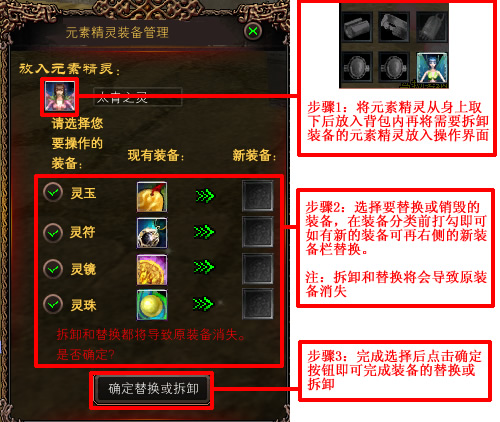 元素精灵装备管理
放入元素精灵：
太青之灵
请选择您
要操作的
装备：
现有装备：
新装备：
灵玉
灵符
灵镜
灵珠
拆卸和替换都将导致原装备消失。
是否确定？
确定替换或拆卸
步骤1：将元素精灵从身上取
下后放入背包内再将需要拆卸
装备的元素精灵放入操作界面
步骤2：选择要替换或销毁的
装备，在装备分类前打勾即可
如有新的装备可再右侧的新装
备栏替换。
注：拆卸和替换将会导致原装
备消失
步骤3：完成选择后点击确定
按钮即可完成装备的替换或
拆卸